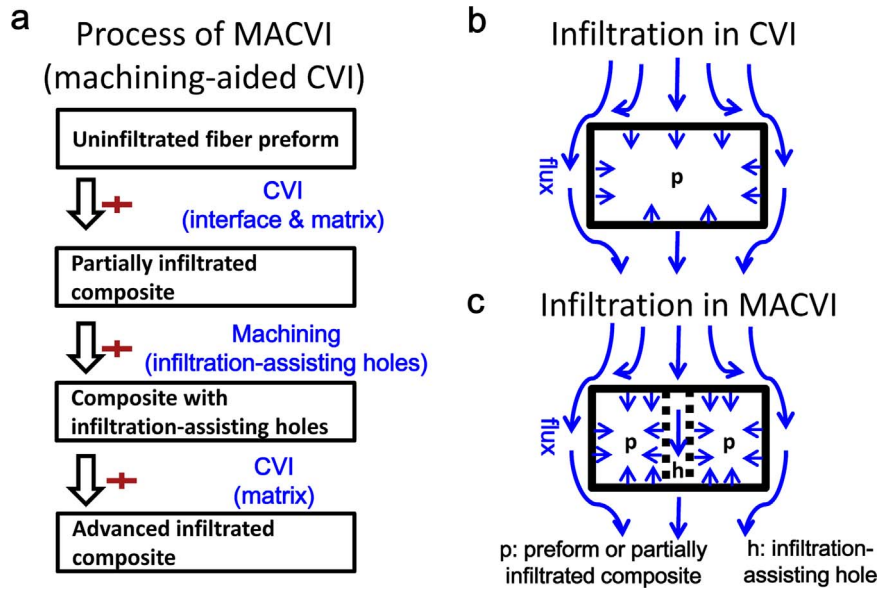 a
Process of MACVI
(machining-aided CVI)
Uninfiltrated fiber preform
CVI
(interface & matrix)
Partially infiltrated
composite
Machining
(infiltration-assisting holes)
Composite with
infiltration-assisting holes
CVI
(matrix)
Advanced infiltrated
composite
b
Infiltration in CVI
flux
p
c
Infiltration in MACVI
flux
p
h
p
p: preform or partially
infiltrated composite
h: infiltration-
assisting hole